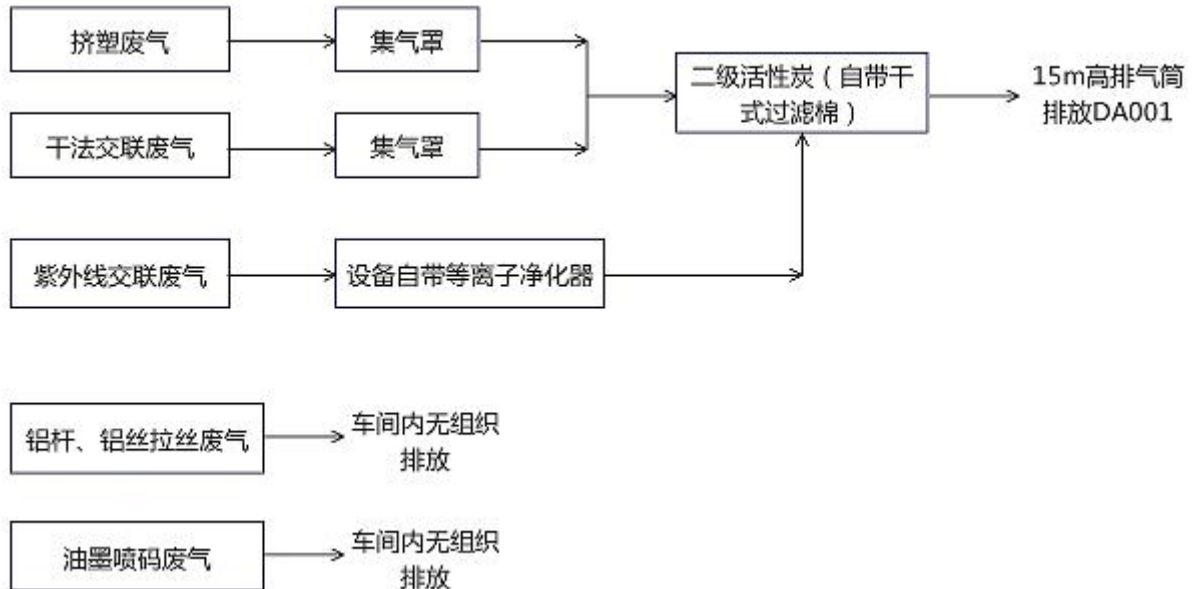 挤塑废气
集气罩
二级活性炭（自带干
式过滤棉）
15m高排气筒
排放DA001
干法交联废气
集气罩
紫外线交联废气
设备自带等离子净化器
铝杆、铝丝拉丝废气
车间内无组织
排放
油墨喷码废气
车间内无组织
排放